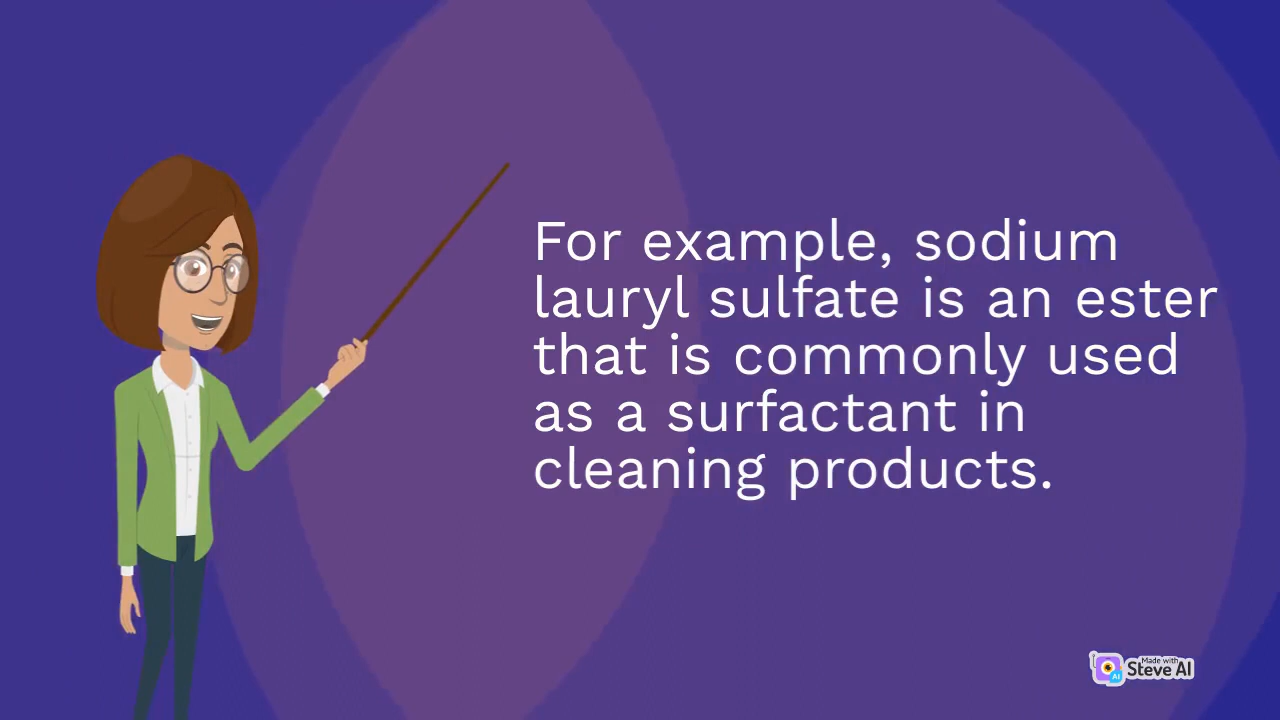 For example, sodium
lauryl sulfate is an ester
that is commonly used
as a surfactant in
cleaning products.
Made with
Steve AI
AI